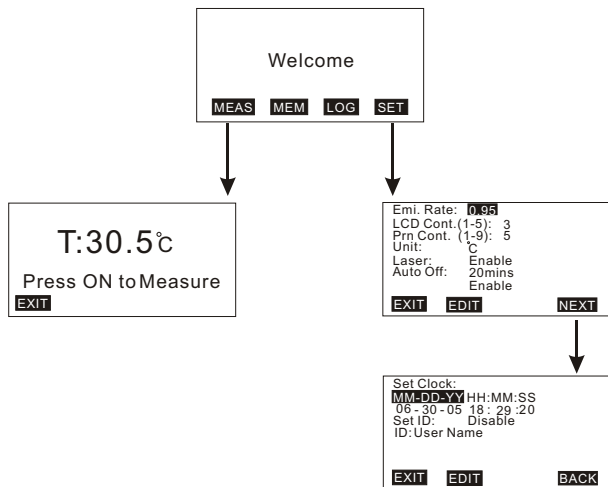 Welcome
MEAS MEM LOG SET
T:30.5℃
Press ON to Measure
EXIT
Emi. Rate: 0.95
LCD Cont.(1-5): 3
Prn Cont. (1-9): 5
Unit: ℃
Laser: Enable
Auto Off: 20mins
Enable
EXIT EDIT NEXT
Set Clock:
MM-DD-YY HH:MM:SS
06 - 30 - 05 18 : 29 :20
Set ID: Disable
ID: User Name
EXIT EDIT BACK